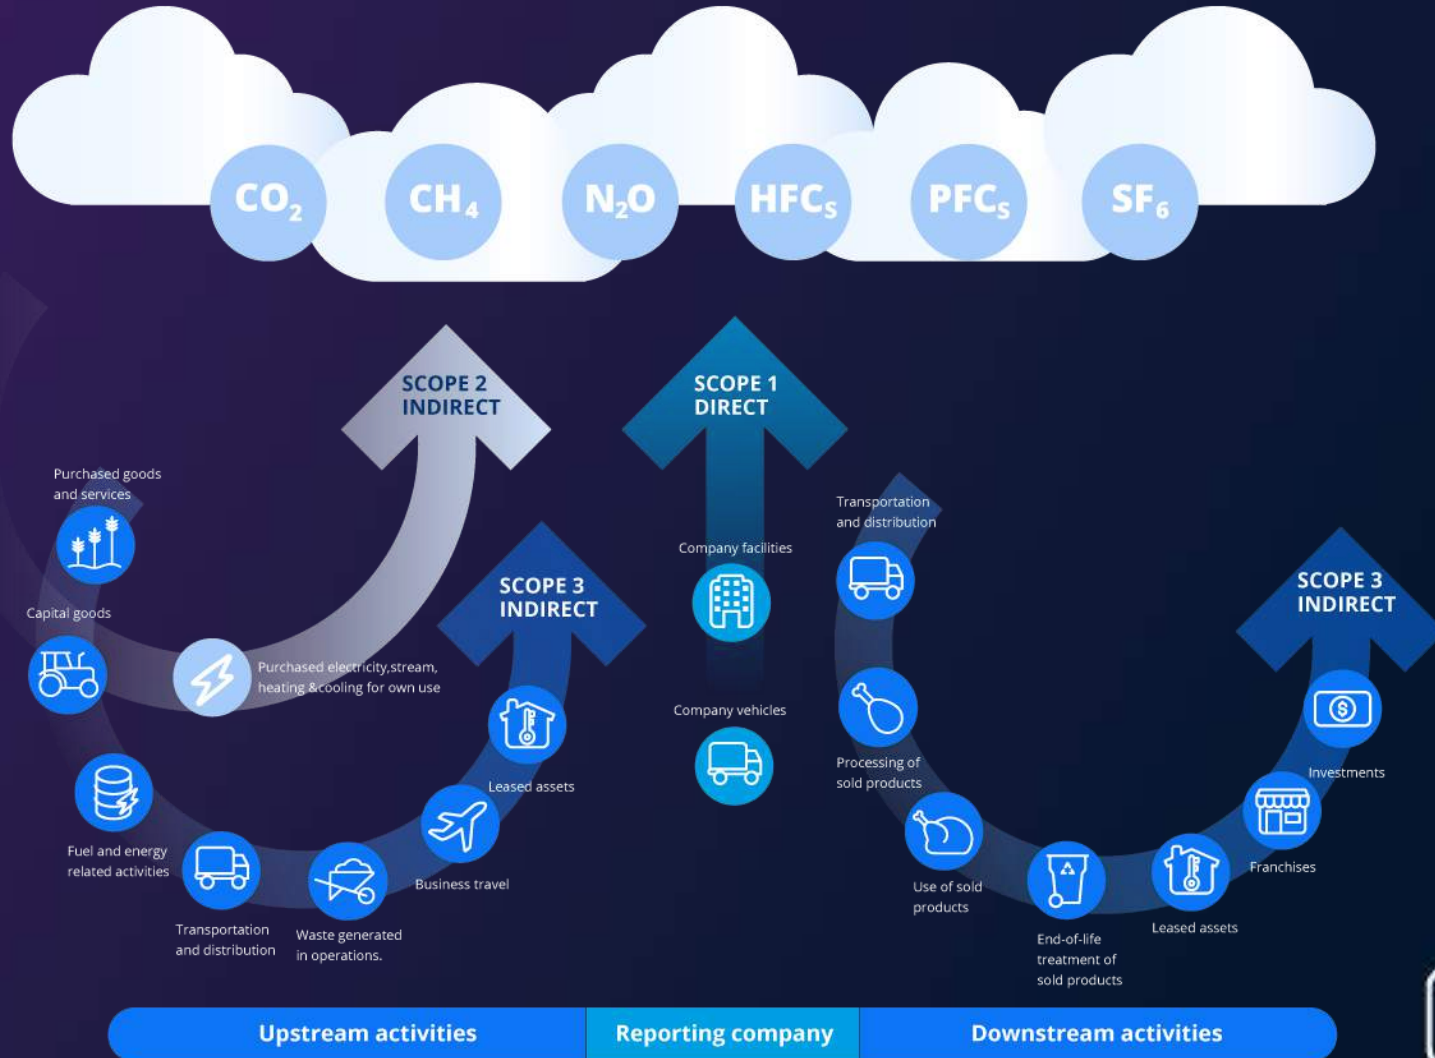 CO2
CH4
N2O
HFCs
PFCs
SF6
SCOPE 2
INDIRECT
SCOPE 1
DIRECT
Purchased goods
and services
Capital goods
Purchased electricity,stream,
heating &cooling for own use
Fuel and energy
related activities
Transportation
and distribution
Waste generated
in operations.
Business travel
Leased assets
SCOPE 3
INDIRECT
Company facilities
Company vehicles
Transportation
and distribution
Processing of
sold products
Use of sold
products
End-of-life
treatment of
sold products
Leased assets
Franchises
Investments
SCOPE 3
INDIRECT
Upstream activities
Reporting company
Downstream activities